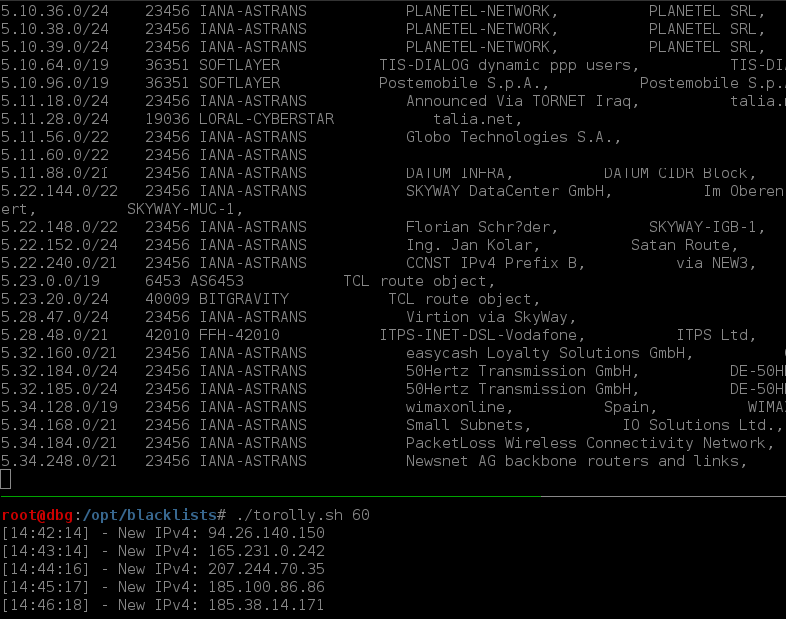 5.10.36.0/24 23456 IANA-ASTRANS PLANETEL-NETWORK, PLANETEL SRL,
5.10.38.0/24 23456 IANA-ASTRANS PLANETEL-NETWORK, PLANETEL SRL,
5.10.39.0/24 23456 IANA-ASTRANS PLANETEL-NETWORK, PLANETEL SRL,
5.10.64.0/19 36351 SOFTLAYER TIS-DIALOG dynamic ppp users, TIS-DI
5.10.96.0/19 36351 SOFTLAYER Postemobile S.p.A., Postemobile S.p.
5.11.18.0/24 23456 IANA-ASTRANS Announced Via TORNET Iraq, talia.
5.11.28.0/24 19036 LORAL-CYBERSTAR talia.net,
5.11.56.0/22 23456 IANA-ASTRANS Globo Technologies S.A.,
5.11.60.0/22 23456 IANA-ASTRANS
5.11.88.0/21 23456 IANA-ASTRANS DATUM INFRA, DATUM CIDR Block,
5.22.144.0/22 23456 IANA-ASTRANS SKYWAY DataCenter GmbH, Im Oberen
ert, SKYWAY-MUC-1,
5.22.148.0/22 23456 IANA-ASTRANS Florian Schr?der, SKYWAY-IGB-1,
5.22.152.0/24 23456 IANA-ASTRANS Ing. Jan Kolar, Satan Route,
5.22.240.0/21 23456 IANA-ASTRANS CCNST IPv4 Prefix B, via NEW3,
5.23.0.0/19 6453 AS6453 TCL route object,
5.23.20.0/24 40009 BITGRAVITY TCL route object,
5.28.47.0/24 23456 IANA-ASTRANS Virtion via SkyWay,
5.28.48.0/21 42010 FFH-42010 ITPS-INET-DSL-Vodafone, ITPS Ltd,
5.32.160.0/21 23456 IANA-ASTRANS easycash Loyalty Solutions GmbH,
5.32.184.0/24 23456 IANA-ASTRANS 50Hertz Transmission GmbH, DE-50H
5.32.185.0/24 23456 IANA-ASTRANS 50Hertz Transmission GmbH, DE-50H
5.34.128.0/19 23456 IANA-ASTRANS wimaxonline, Spain, WIMA
5.34.168.0/21 23456 IANA-ASTRANS Small Subnets, IO Solutions Ltd.,
5.34.184.0/21 23456 IANA-ASTRANS PacketLoss Wireless Connectivity Network,
5.34.248.0/21 23456 IANA-ASTRANS Newsnet AG backbone routers and links,
root@dbg:/opt/blacklists# ./torolly.sh 60
[14:42:14] - New IPv4: 94.26.140.150
[14:43:14] - New IPv4: 165.231.0.242
[14:44:16] - New IPv4: 207.244.70.35
[14:45:17] - New IPv4: 185.100.86.86
[14:46:18] - New IPv4: 185.38.14.171